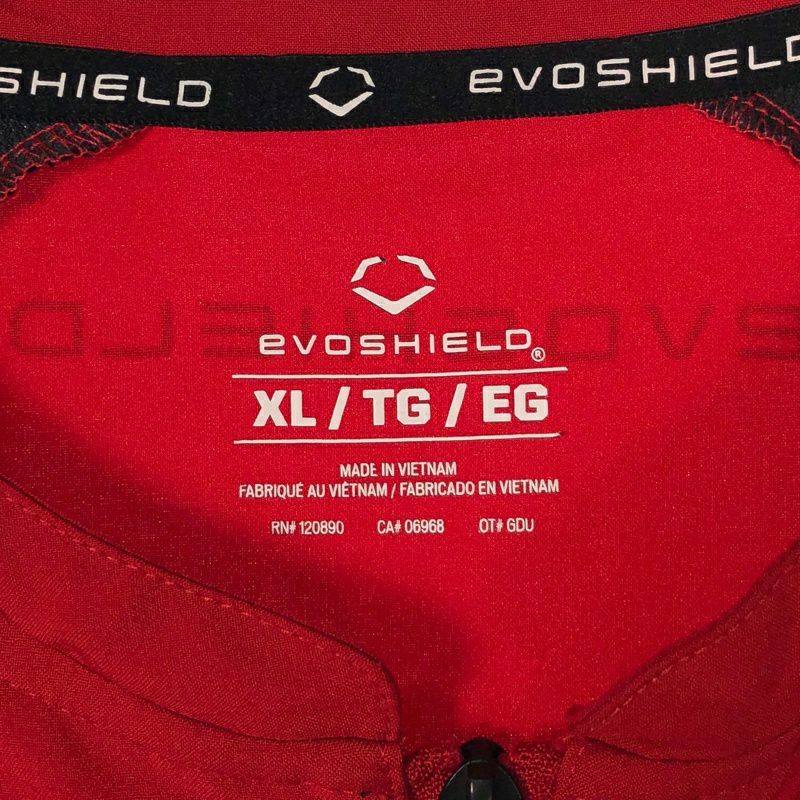 SHIELD evoSHIELD
evoSHIELD®
XL / TG / EG
MADE IN VIETNAM
FABRIQUÉ AU VIÊTNAM / FABRICADO EN VIETNAM
RN# 120890 CA# 06968 OT# GDU